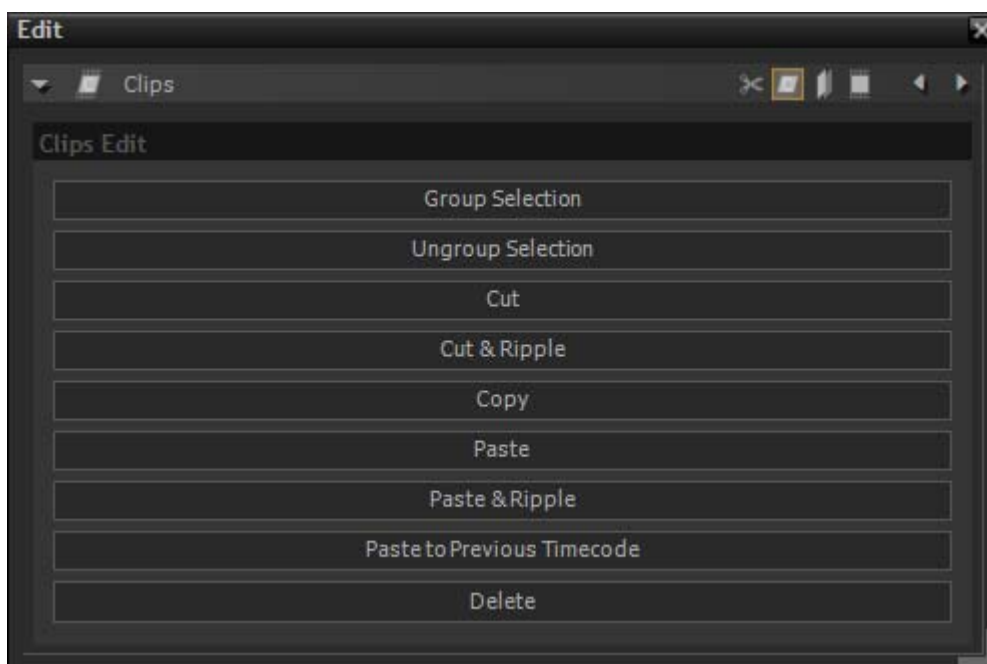 Edit
Clips
Clips Edit
Group Selection
Ungroup Selection
Cut
Cut & Ripple
Copy
Paste
Paste & Ripple
Paste to Previous Timecode
Delete